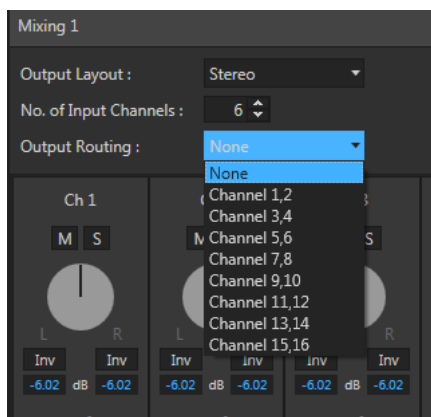 Mixing 1
Output Layout : Stereo
No. of Input Channels : 6
Output Routing : None
None
Channel 1,2
Channel 3,4
Channel 5,6
Channel 7,8
Channel 9,10
Channel 11,12
Channel 13,14
Channel 15,16
Ch 1
M S M S
L R L R
Inv Inv Inv Inv Inv Inv
-6.02 dB -6.02 -6.02 dB -6.02 -6.02 dB -6.02